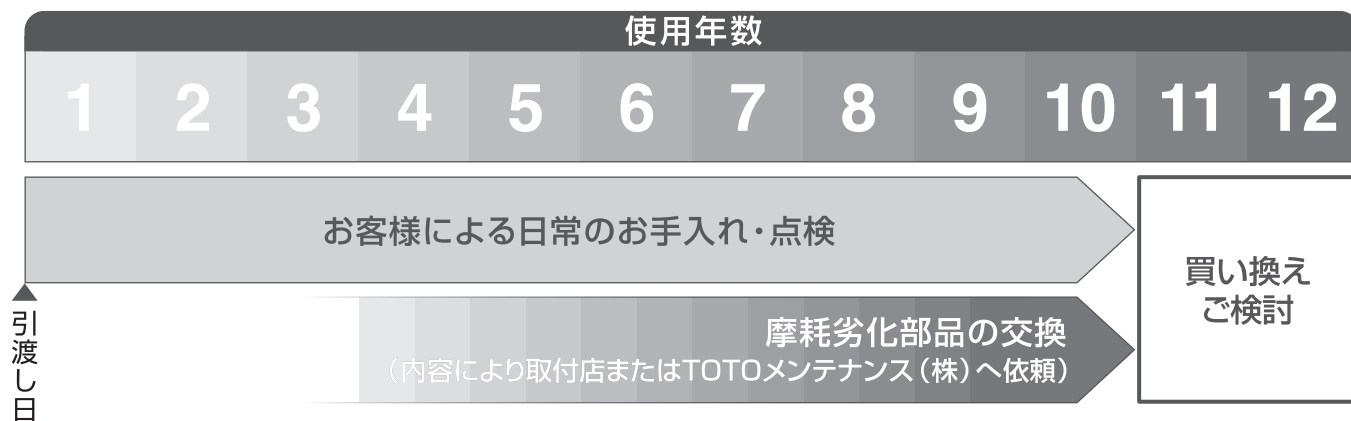 使用年数
1 2 3 4 5 6 7 8 9 10 11 12
お客様による日常のお手入れ・点検
買い換え
ご検討
摩耗劣化部品の交換
（内容により取付店またはTOTOメンテナンス（株）へ依頼）
引渡し日